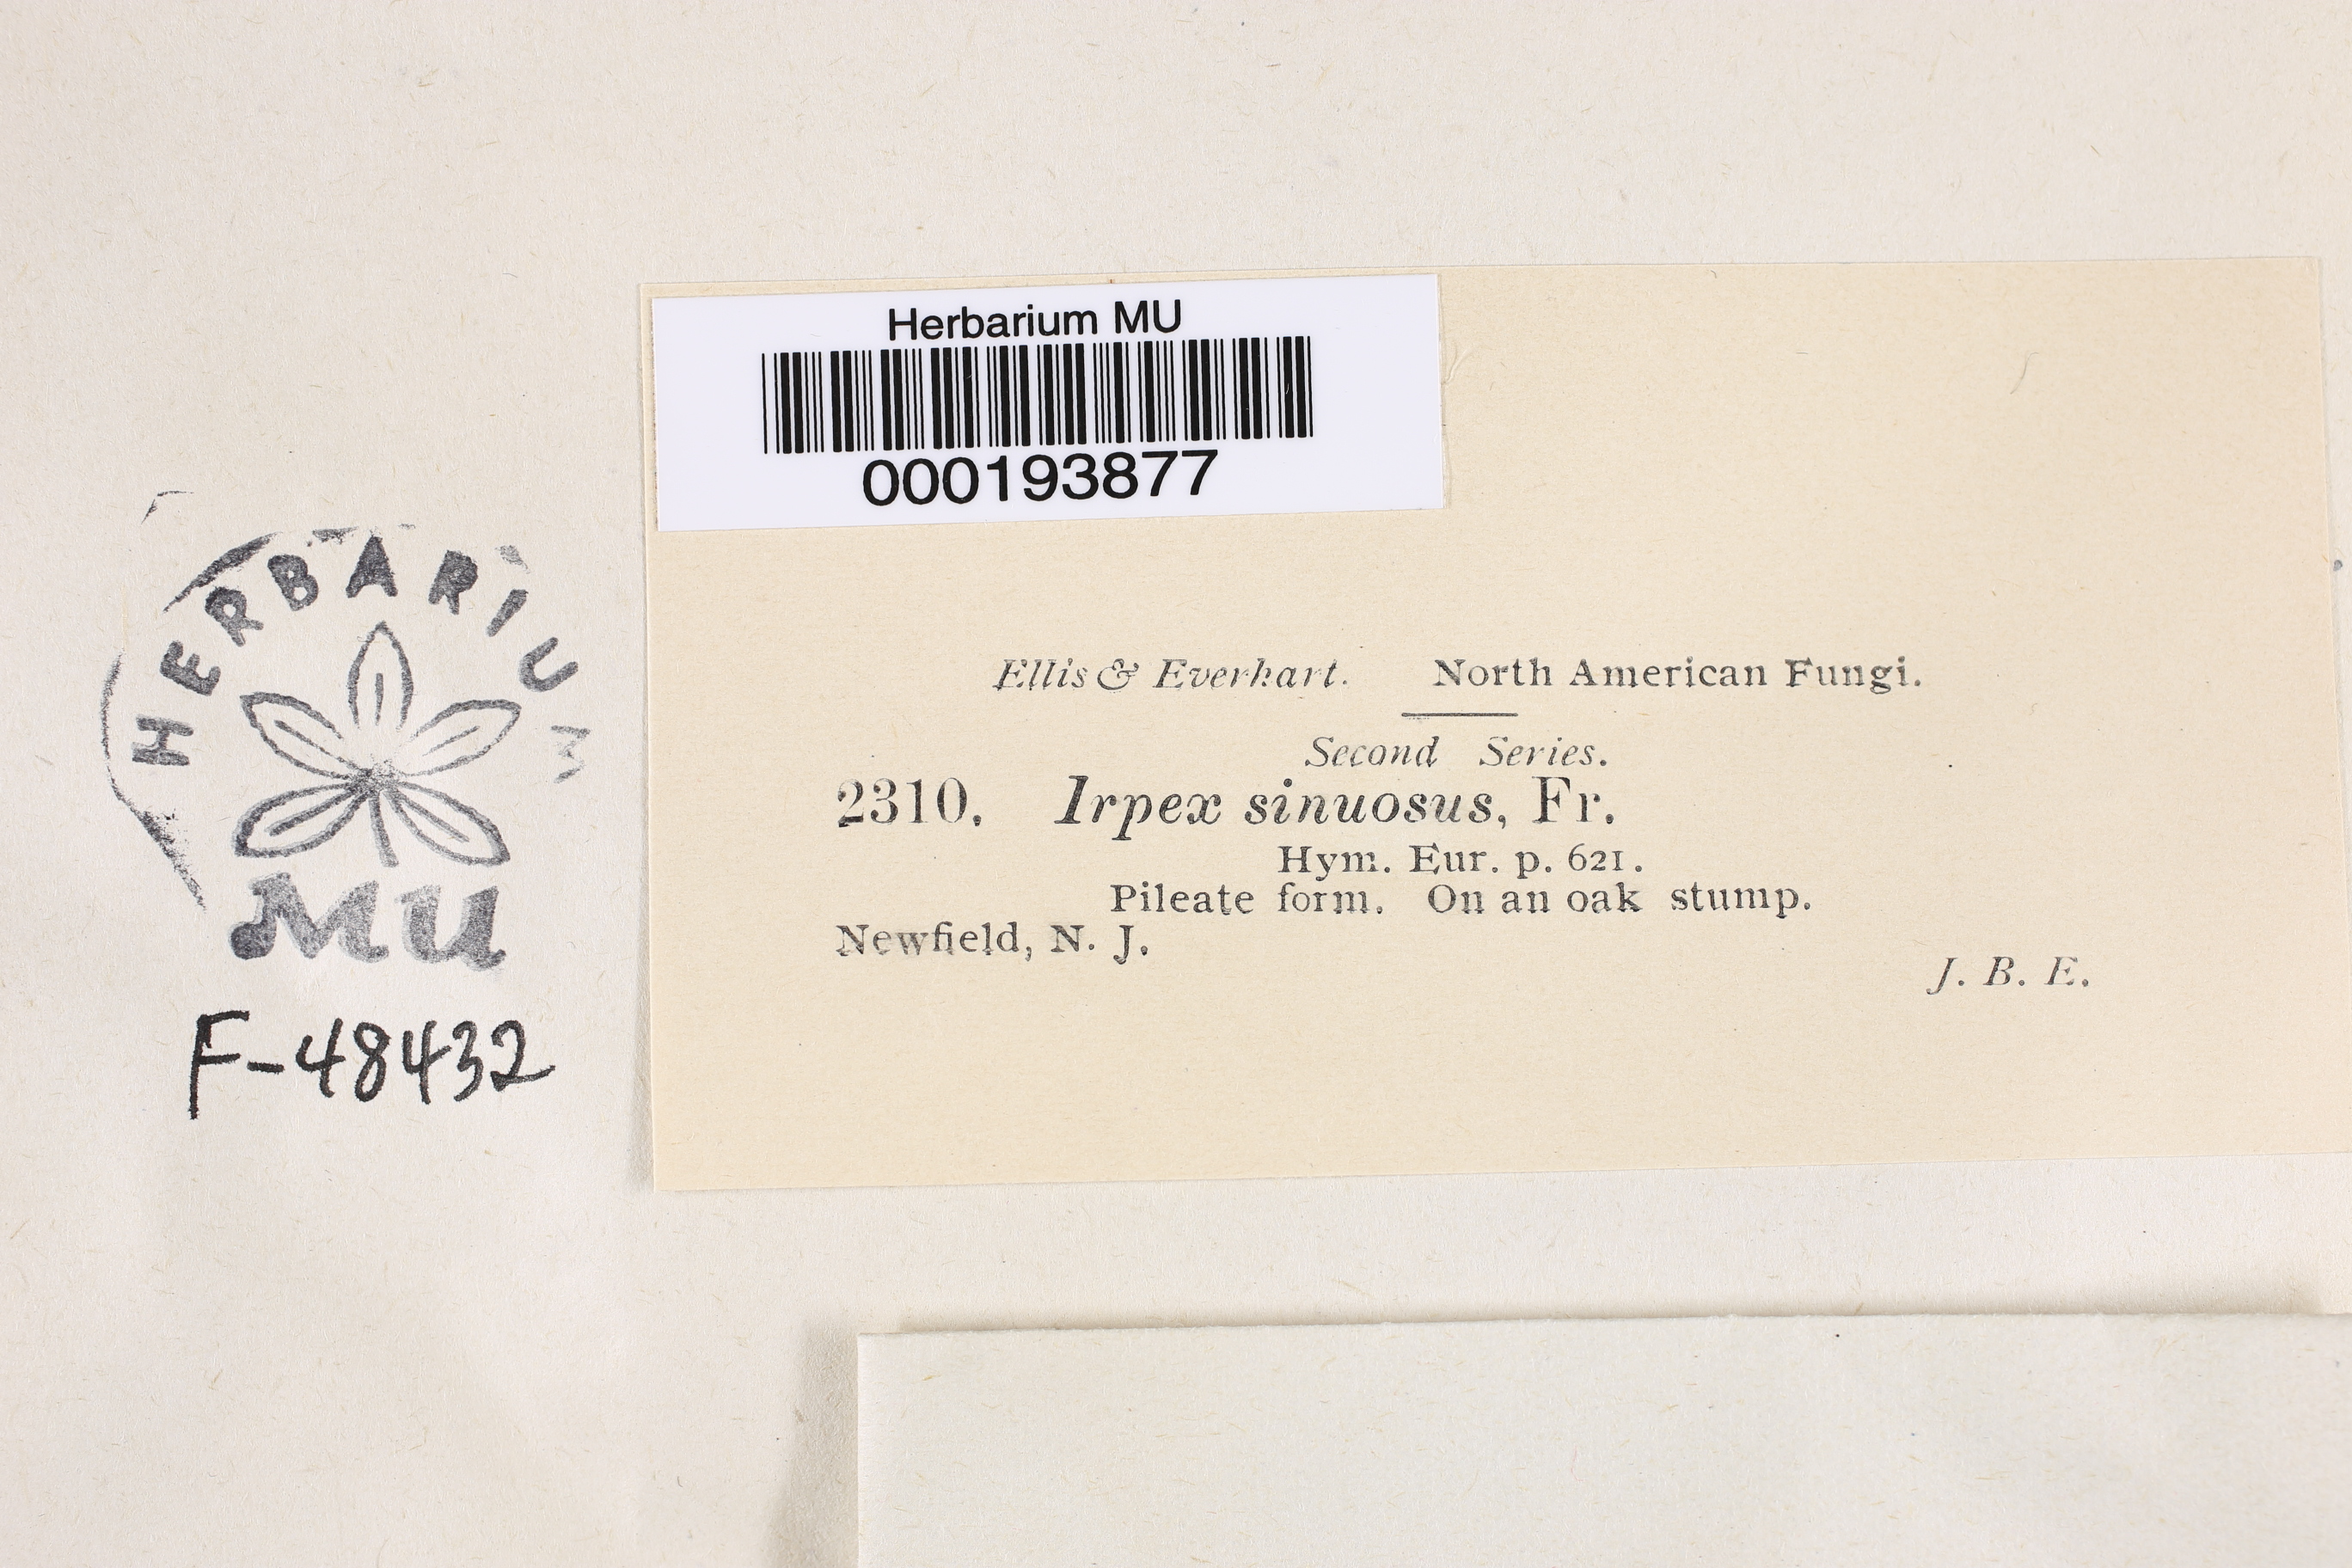 Herbarium MU
000193877
HERBARIUM
MU
F-48432
Ellis & Everhart. North American Fungi.
Second Series.
2310. Irpex sinuosus, Fr.
Hym. Eur. p. 621.
Pileate form. On an oak stump.
Newfield, N. J.
J. B. E.